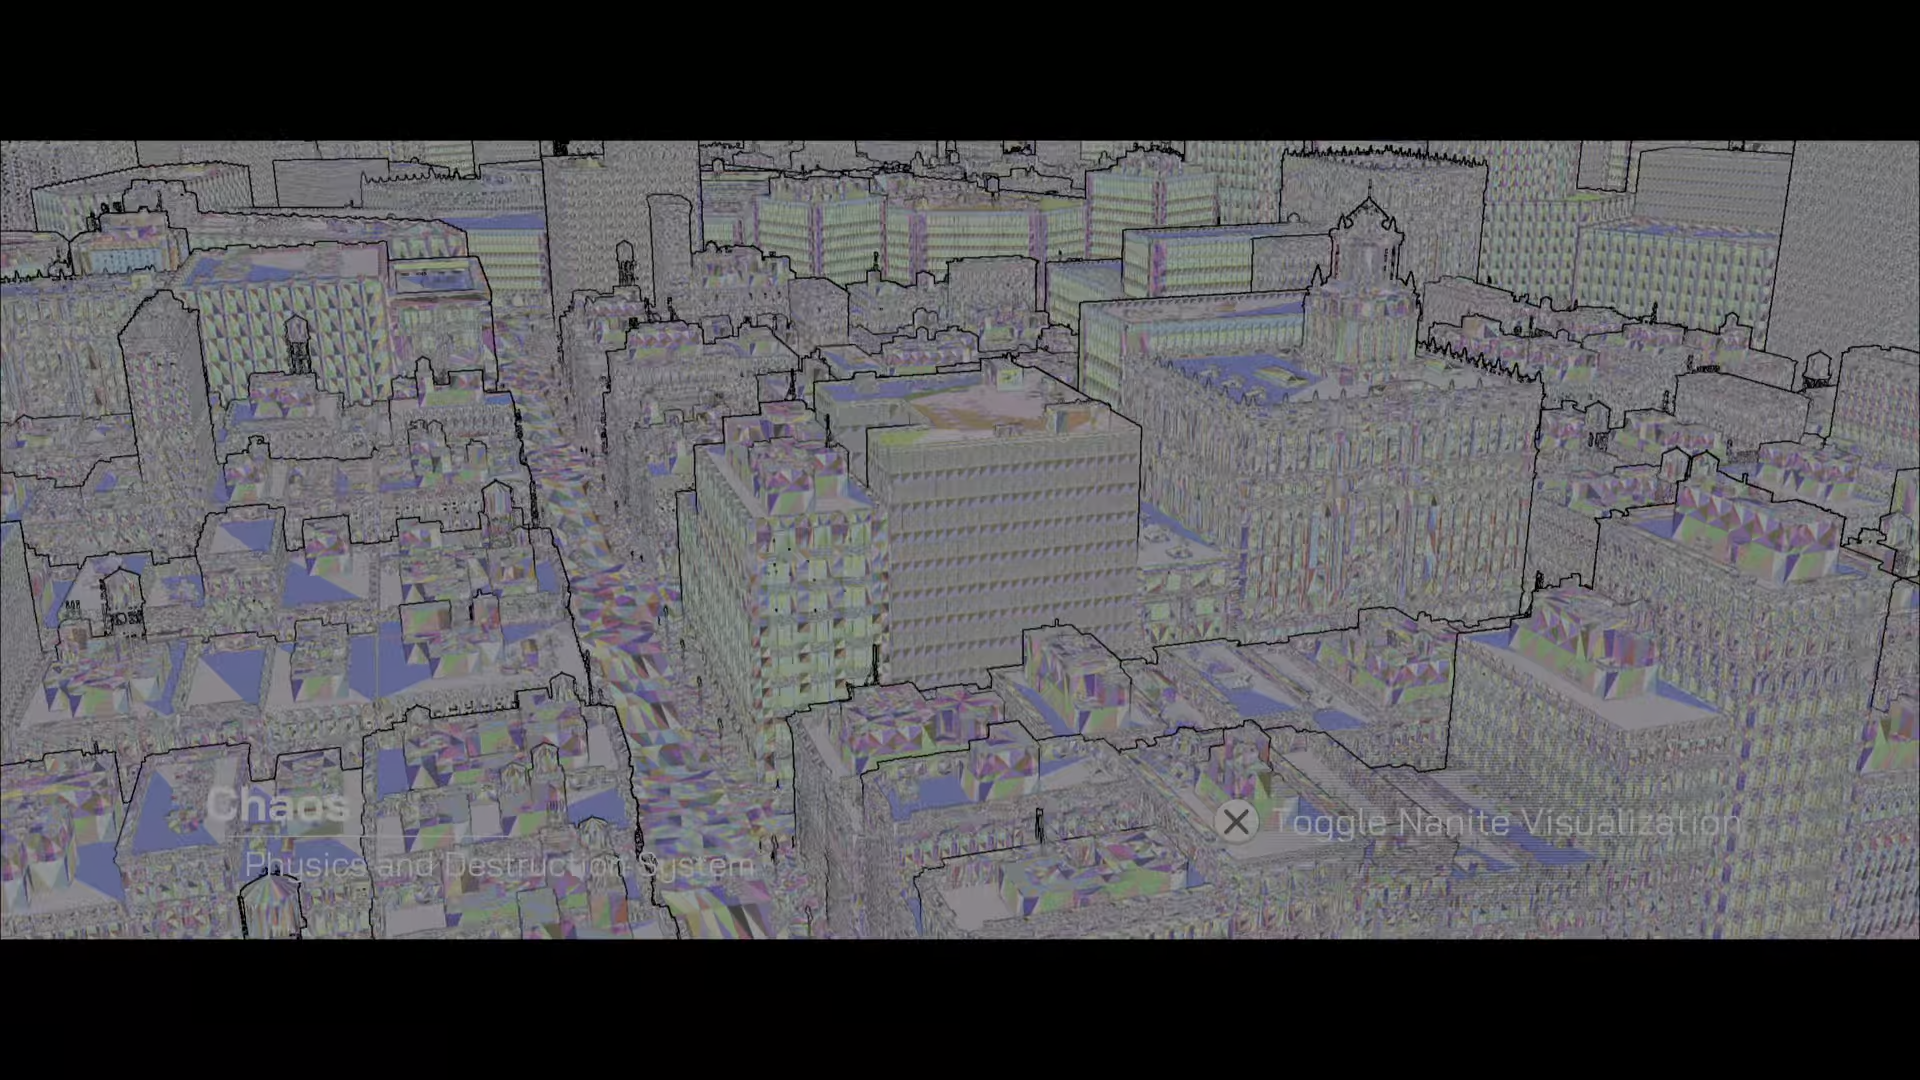 Chaos
Physics and Destruction System
Toggle Nanite Visualization